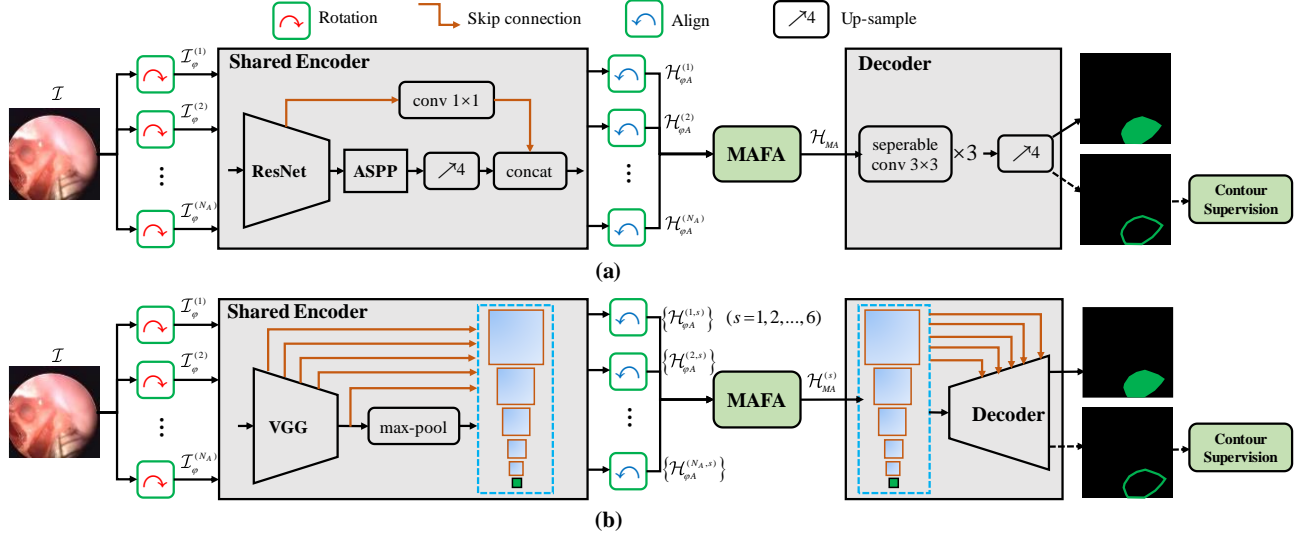 Rotation
Skip connection
↗4
Up-sample
Align
Shared Encoder
Decoder
𝓘
𝓘_φ^(1)
𝓘_φ^(2)
⋮
𝓘_φ^(N_A)
conv 1×1
ResNet
ASPP
↗4
concat
𝓗_φA^(1)
𝓗_φA^(2)
⋮
𝓗_φA^(N_A)
MAFA
𝓗_MA
seperable
conv 3×3
×3
↗4
Contour
Supervision
(a)
Shared Encoder
𝓘
𝓘_φ^(1)
𝓘_φ^(2)
⋮
𝓘_φ^(N_A)
VGG
max-pool
{𝓗_φA^(1,s)} (s=1,2,...,6)
{𝓗_φA^(2,s)}
⋮
{𝓗_φA^(N_A,s)}
MAFA
𝓗_MA^(s)
Decoder
Contour
Supervision
(b)